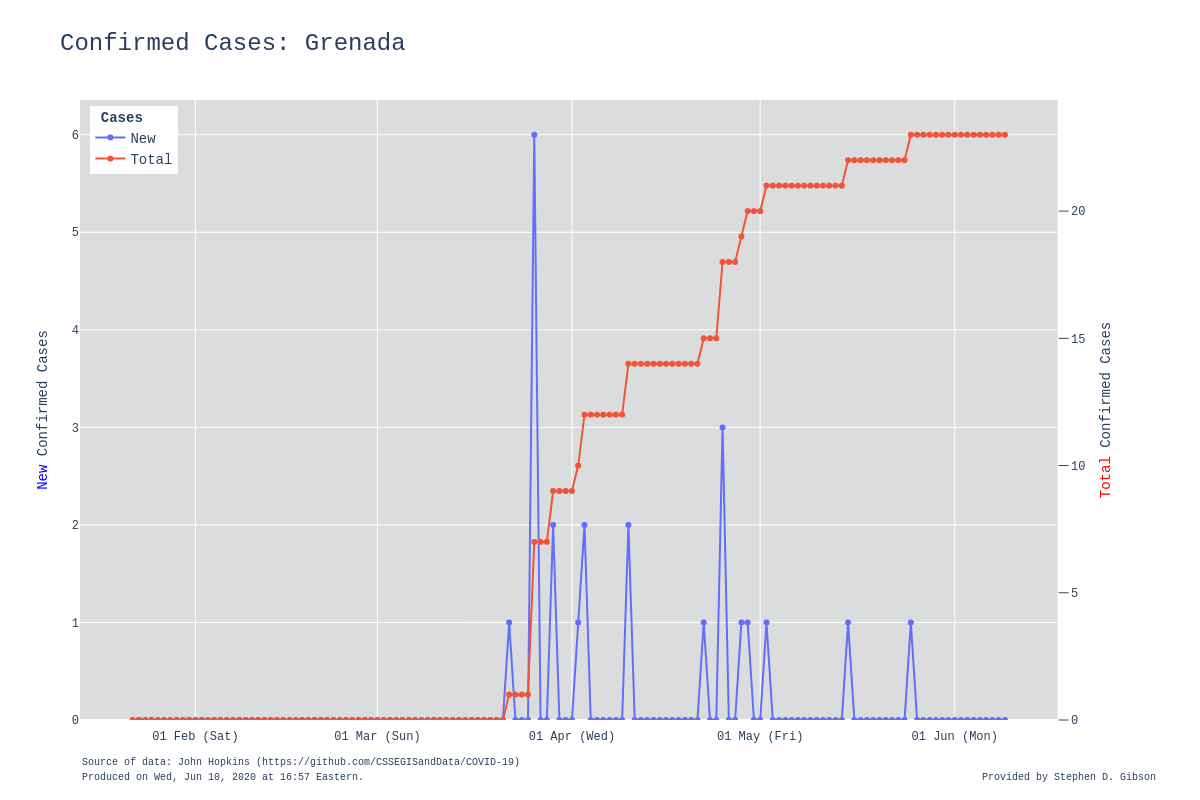 Confirmed Cases: Grenada
Cases
New
Total
6
5
4
3
2
1
0
New Confirmed Cases
20
15
10
5
0
Total Confirmed Cases
01 Feb (Sat)
01 Mar (Sun)
01 Apr (Wed)
01 May (Fri)
01 Jun (Mon)
Source of data: John Hopkins (https://github.com/CSSEGISandData/COVID-19)
Produced on Wed, Jun 10, 2020 at 16:57 Eastern.
Provided by Stephen D. Gibson